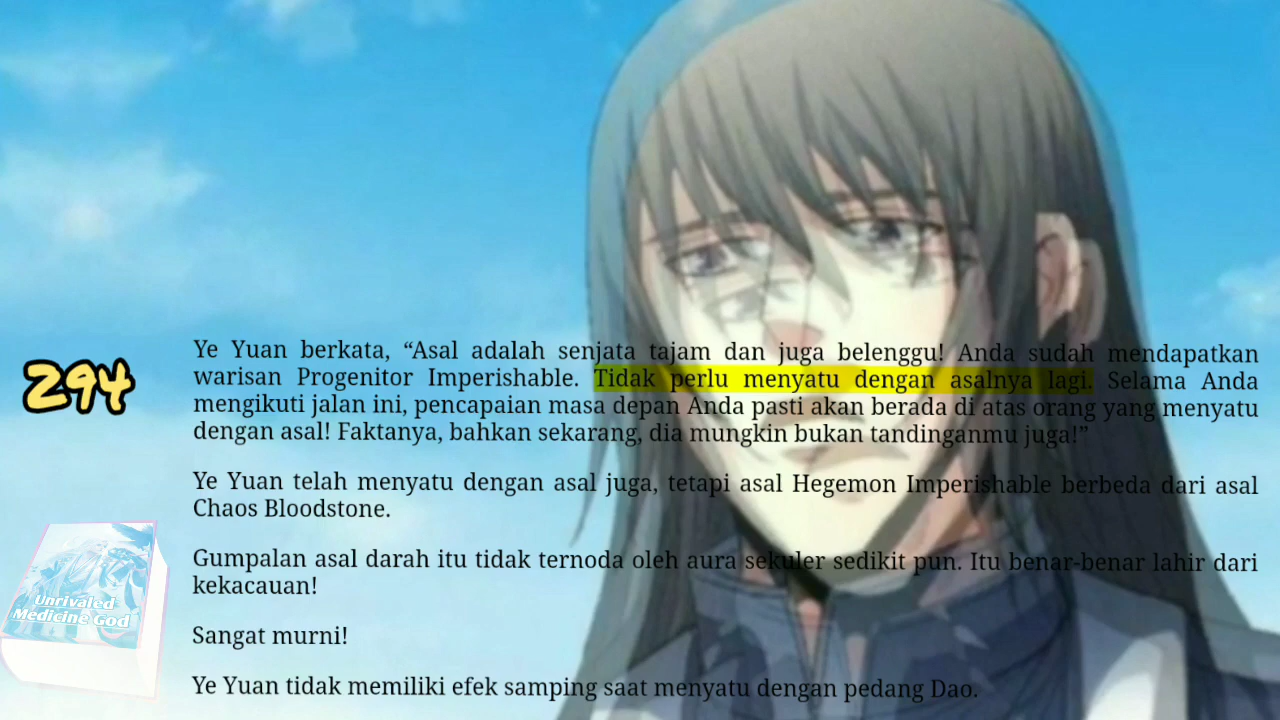 Ye Yuan berkata, “Asal adalah senjata tajam dan juga belenggu! Anda sudah mendapatkan
warisan Progenitor Imperishable. Tidak perlu menyatu dengan asalnya lagi. Selama Anda
mengikuti jalan ini, pencapaian masa depan Anda pasti akan berada di atas orang yang menyatu
dengan asal! Faktanya, bahkan sekarang, dia mungkin bukan tandinganmu juga!”
294
Ye Yuan telah menyatu dengan asal juga, tetapi asal Hegemon Imperishable berbeda dari asal
Chaos Bloodstone.
Gumpalan asal darah itu tidak ternoda oleh aura sekuler sedikit pun. Itu benar-benar lahir dari
kekacauan!
Sangat murni!
Ye Yuan tidak memiliki efek samping saat menyatu dengan pedang Dao.
Unrivaled
Medicine God